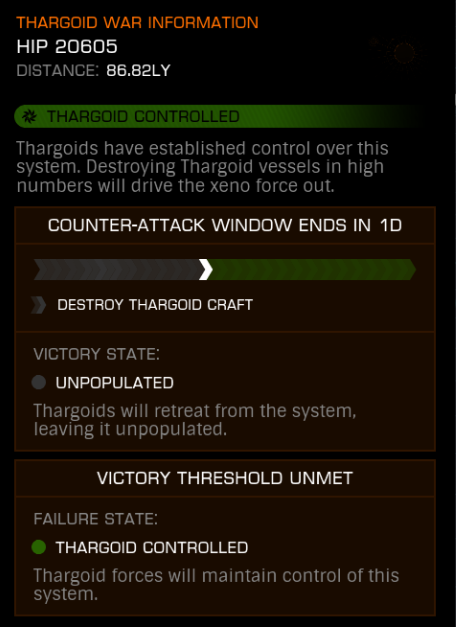 THARGOID WAR INFORMATION
HIP 20605
DISTANCE: 86.82LY
THARGOID CONTROLLED
Thargoids have established control over this
system. Destroying Thargoid vessels in high
numbers will drive the xeno force out.
COUNTER-ATTACK WINDOW ENDS IN 1D
DESTROY THARGOID CRAFT
VICTORY STATE:
UNPOPULATED
Thargoids will retreat from the system,
leaving it unpopulated.
VICTORY THRESHOLD UNMET
FAILURE STATE:
THARGOID CONTROLLED
Thargoid forces will maintain control of this
system.